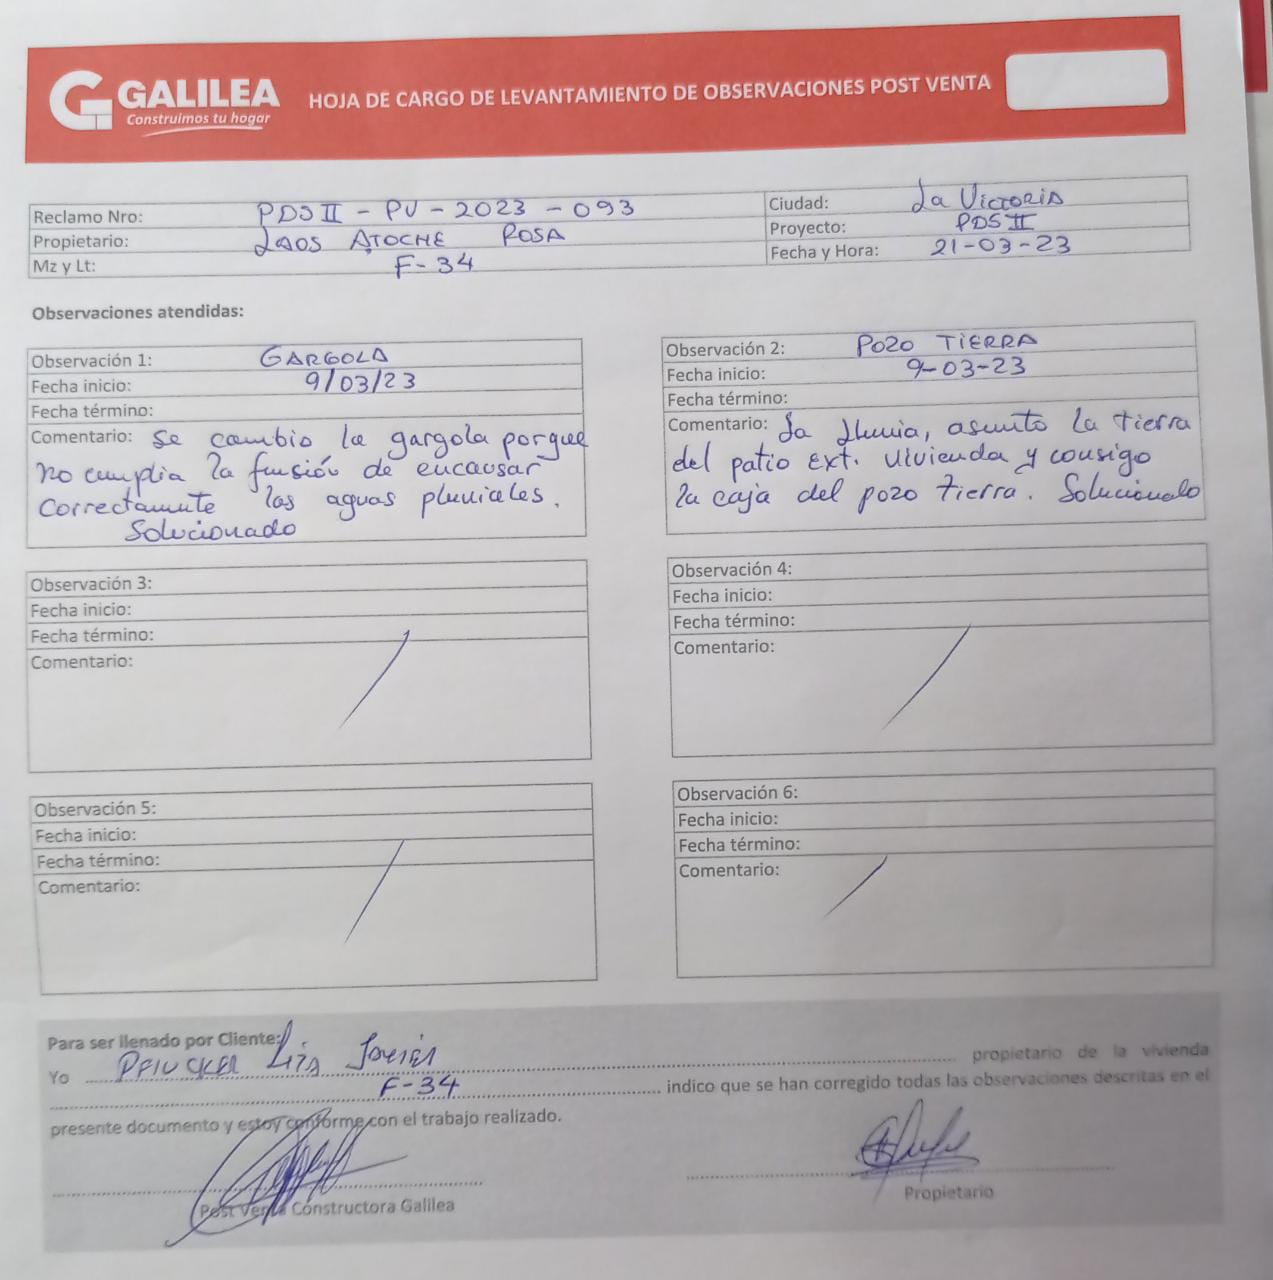 GALILEA
Construimos tu hogar
HOJA DE CARGO DE LEVANTAMIENTO DE OBSERVACIONES POST VENTA
Reclamo Nro: PDS II - PV - 2023 - 093
Propietario: LAOS ATOCHE ROSA
Mz y Lt: F-34
Ciudad: La Victoria
Proyecto: PDS II
Fecha y Hora: 21-03-23
Observaciones atendidas:
Observación 1: GARGOLA
Fecha inicio: 9/03/23
Fecha término:
Comentario: Se cambio la gargola porque
no cumplia la funsión de encausar
correctamente las aguas pluviales.
Solucionado
Observación 2: POZO TIERRA
Fecha inicio: 9-03-23
Fecha término:
Comentario: La lluvia, asunto la tierra
del patio ext. vivienda y consigo
la caja del pozo tierra. Solucionado
Observación 3:
Fecha inicio:
Fecha término:
Comentario:
Observación 4:
Fecha inicio:
Fecha término:
Comentario:
Observación 5:
Fecha inicio:
Fecha término:
Comentario:
Observación 6:
Fecha inicio:
Fecha término:
Comentario:
Para ser llenado por Cliente:
Yo PFLUCKER Liza Javier propietario de la vivienda
F-34 indico que se han corregido todas las observaciones descritas en el
presente documento y estoy conforme con el trabajo realizado.
Post Venta Constructora Galilea
Propietario